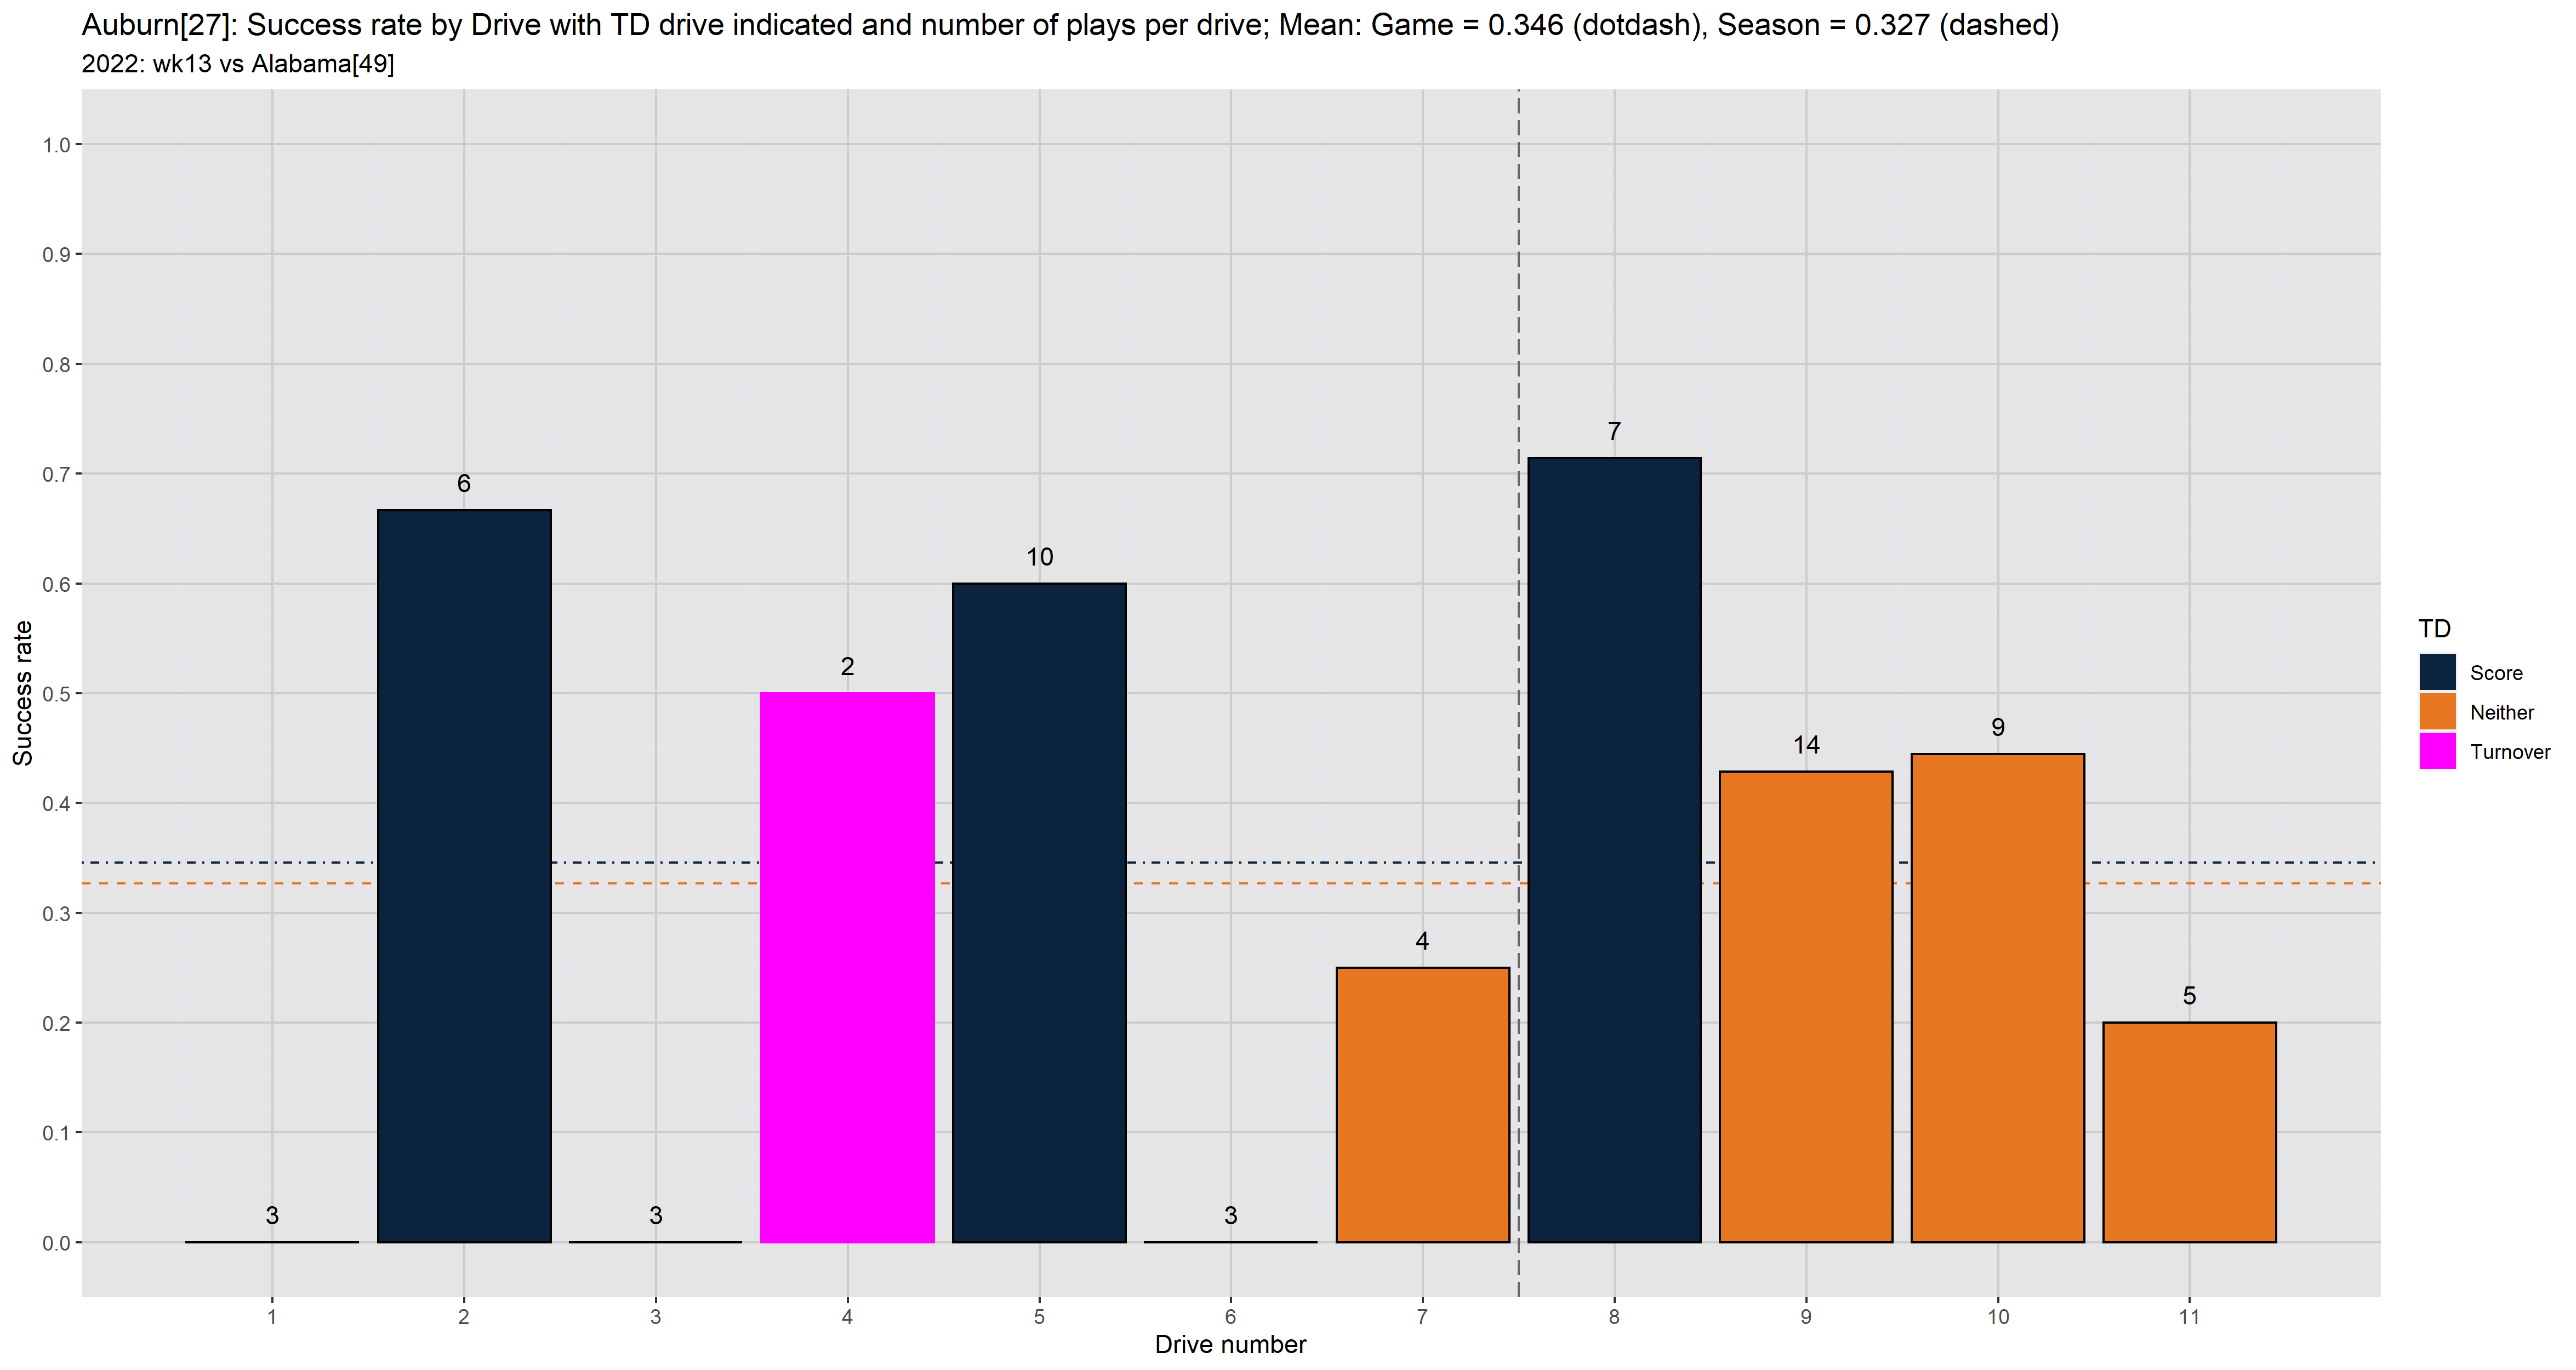 Auburn[27]: Success rate by Drive with TD drive indicated and number of plays per drive; Mean: Game = 0.346 (dotdash), Season = 0.327 (dashed)
2022: wk13 vs Alabama[49]
Success rate
1.0
0.9
0.8
0.7
0.6
0.5
0.4
0.3
0.2
0.1
0.0
3
6
3
2
10
3
4
7
14
9
5
1 2 3 4 5 6 7 8 9 10 11
Drive number
TD
Score
Neither
Turnover